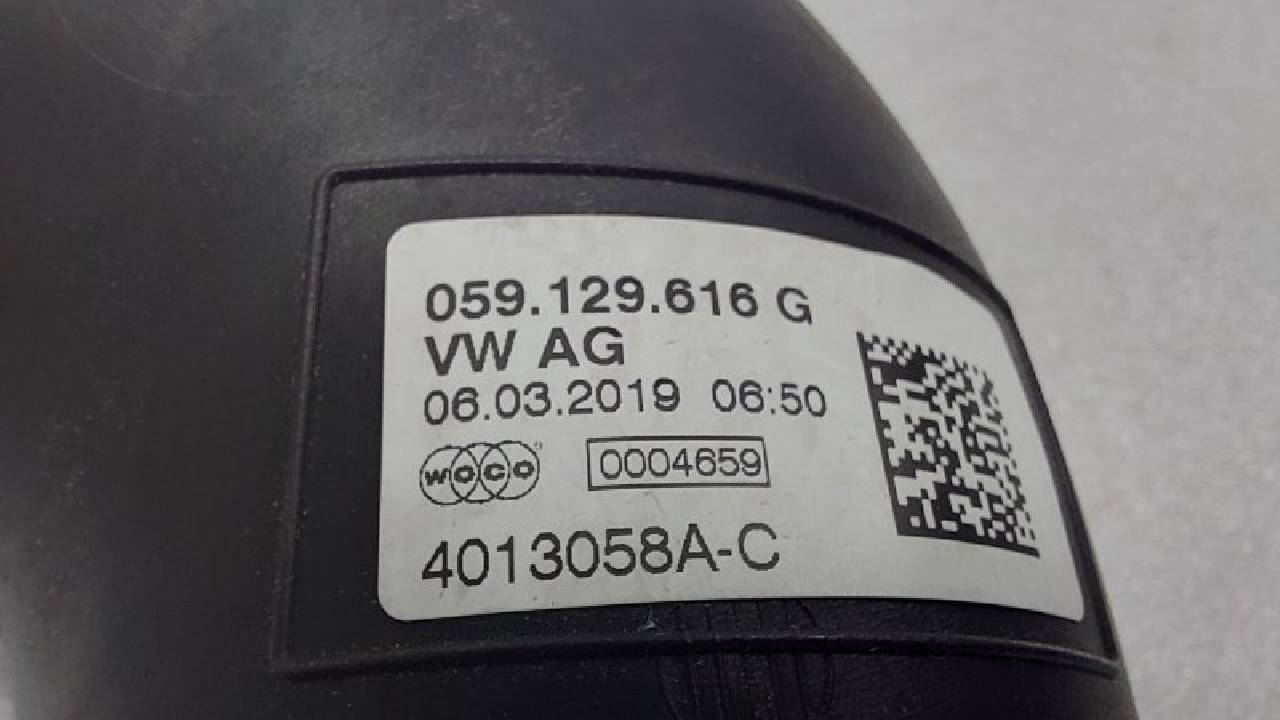 059.129.616 G
VW AG
06.03.2019 06:50
woco 0004659
4013058A-C